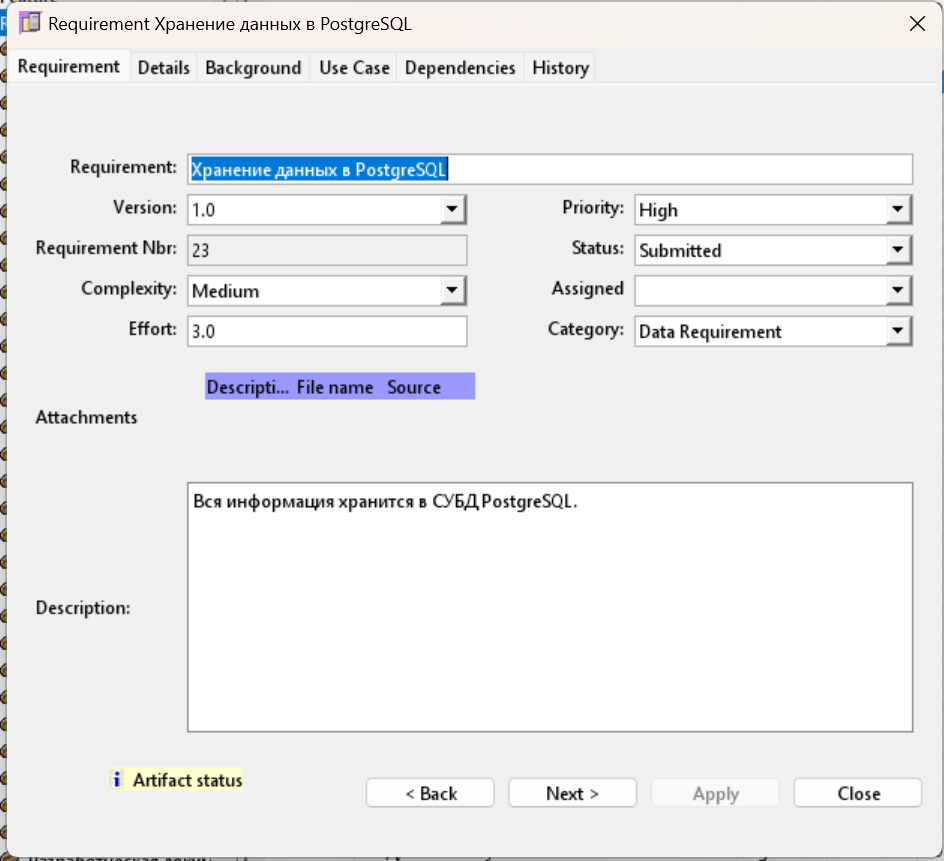 Requirement Хранение данных в PostgreSQL
Requirement Details Background Use Case Dependencies History
Requirement: Хранение данных в PostgreSQL
Version: 1.0 Priority: High
Requirement Nbr: 23 Status: Submitted
Complexity: Medium Assigned
Effort: 3.0 Category: Data Requirement
Descripti... File name Source
Attachments
Вся информация хранится в СУБД PostgreSQL.
Description:
Artifact status
< Back Next > Apply Close